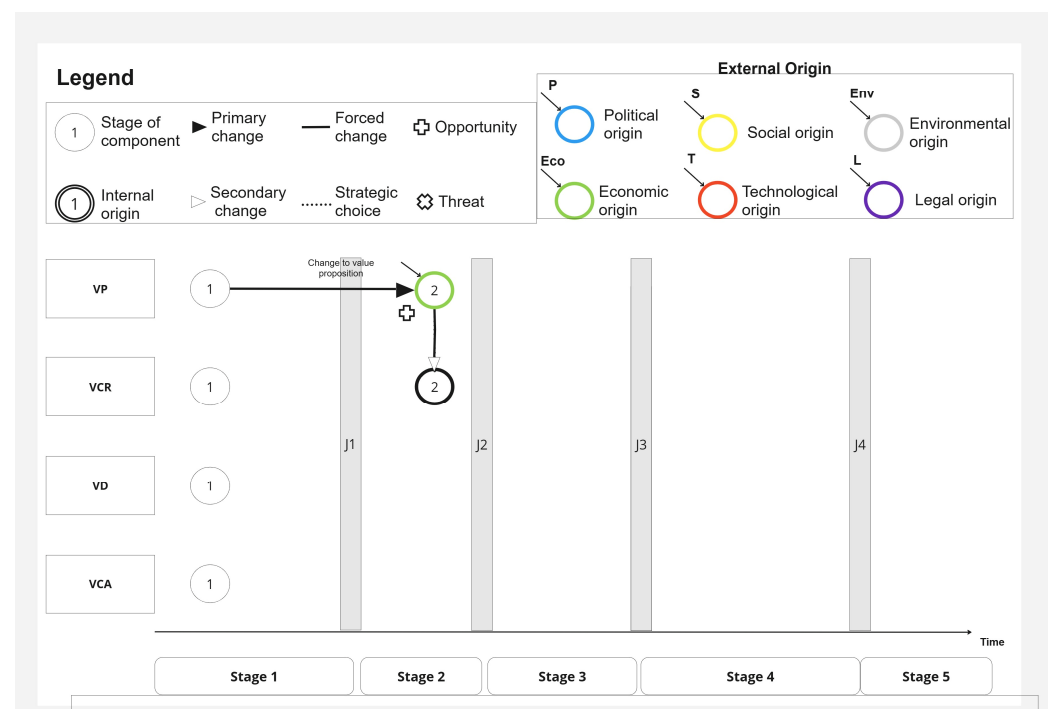 Legend
External Origin
1
Stage of
component
Primary
change
Forced
change
Opportunity
P
Political
origin
S
Social origin
Env
Environmental
origin
1
Internal
origin
Secondary
change
Strategic
choice
Threat
Eco
Economic
origin
T
Technological
origin
L
Legal origin
VP
1
Change to value
proposition
2
VCR
1
2
J1
J2
J3
J4
VD
1
VCA
1
Time
Stage 1
Stage 2
Stage 3
Stage 4
Stage 5